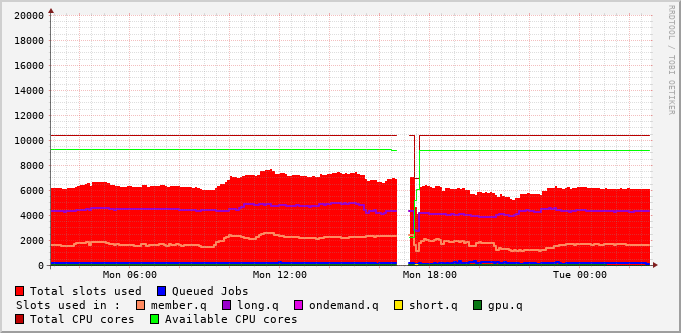 RRDTOOL / TOBI OETIKER
20000
18000
16000
14000
12000
10000
8000
6000
4000
2000
0
Mon 06:00 Mon 12:00 Mon 18:00 Tue 00:00
Total slots used Queued Jobs
Slots used in : member.q long.q ondemand.q short.q gpu.q
Total CPU cores Available CPU cores